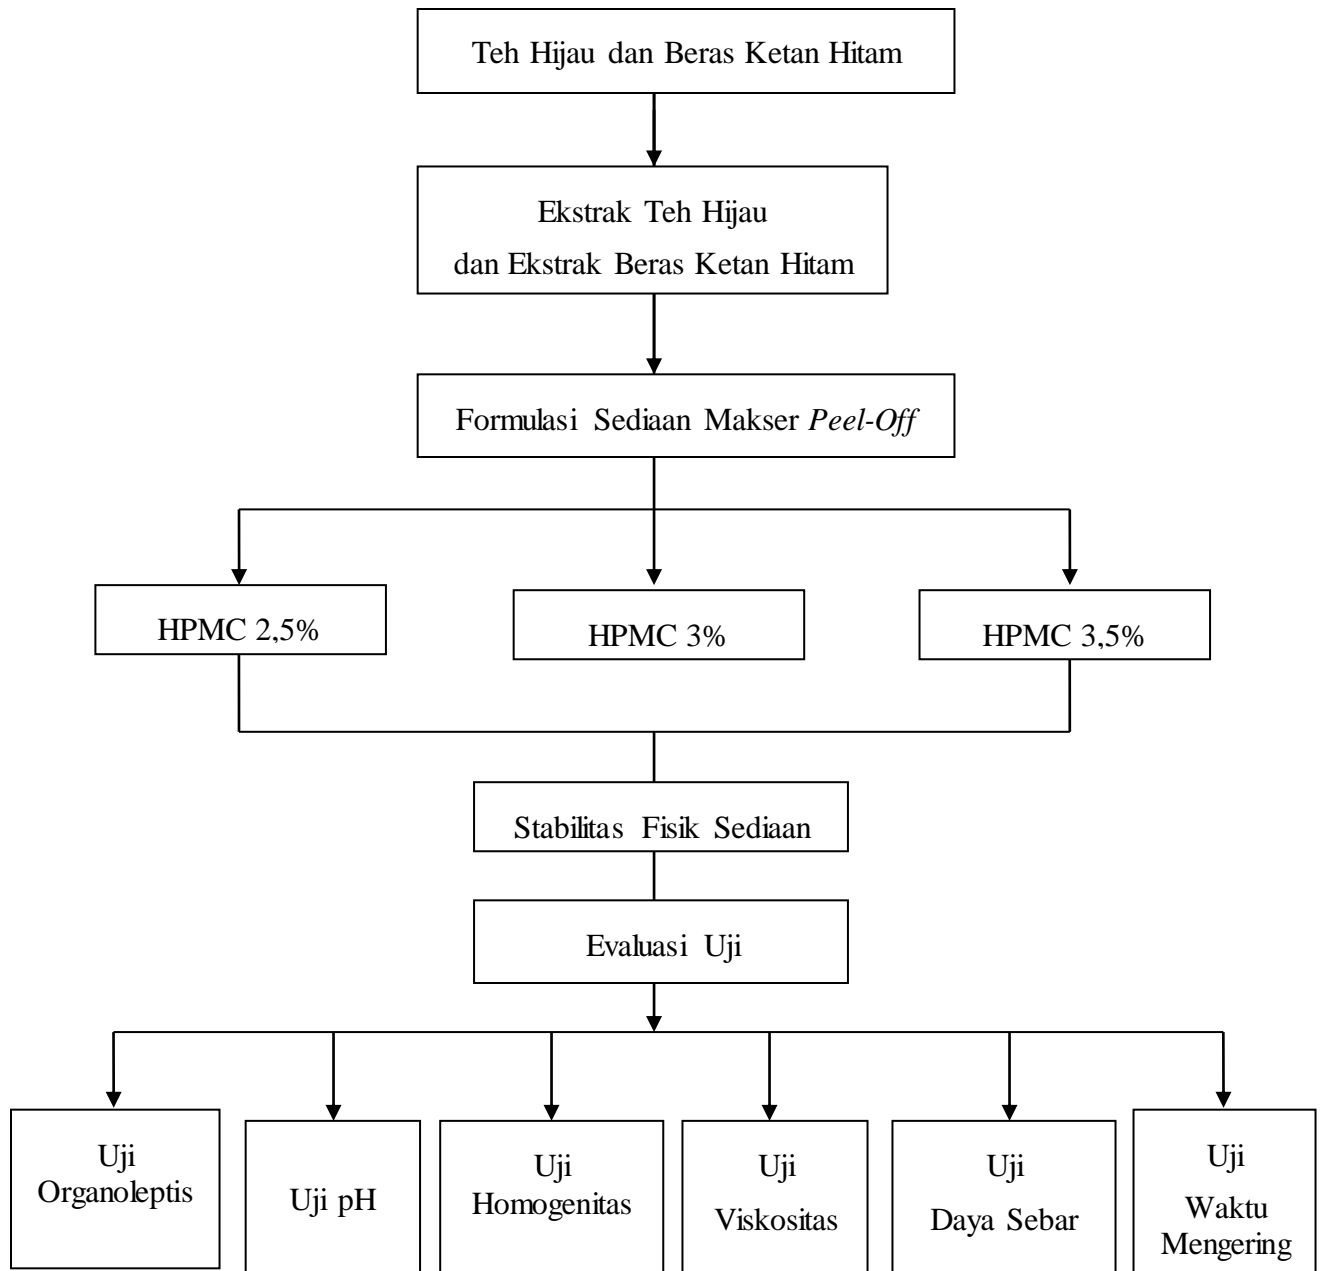 Teh Hijau dan Beras Ketan Hitam
Ekstrak Teh Hijau
dan Ekstrak Beras Ketan Hitam
Formulasi Sediaan Makser Peel-Off
HPMC 2,5%
HPMC 3%
HPMC 3,5%
Stabilitas Fisik Sediaan
Evaluasi Uji
Uji
Organoleptis
Uji pH
Uji
Homogenitas
Uji
Viskositas
Uji
Daya Sebar
Uji
Waktu
Mengering